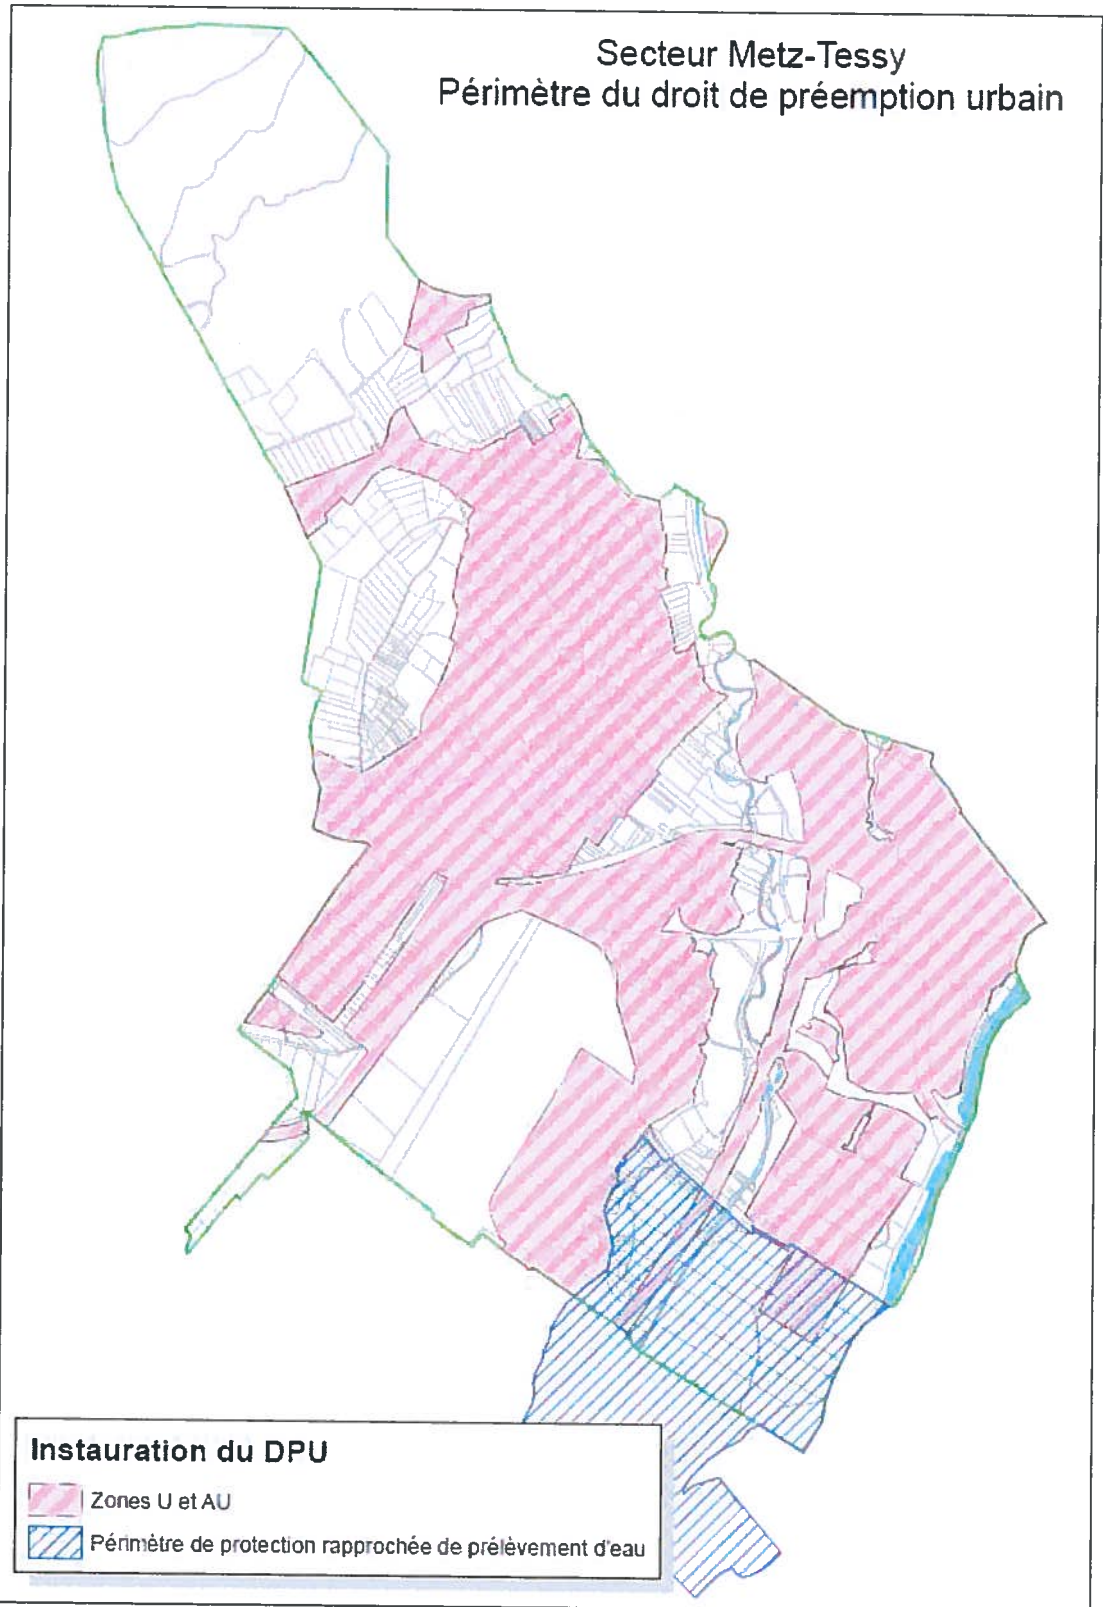 Secteur Metz-Tessy
Périmètre du droit de préemption urbain
Instauration du DPU
Zones U et AU
Périmètre de protection rapprochée de prélèvement d'eau